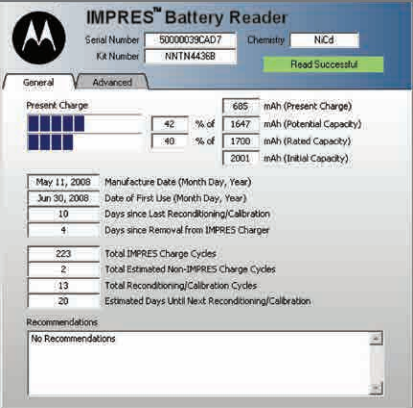 IMPRES™ Battery Reader
Serial Number 50000039CAD7 Chemistry NiCd
Kit Number NNTN4436B Read Successful
General Advanced
Present Charge 685 mAh (Present Charge)
42 % of 1647 mAh (Potential Capacity)
40 % of 1700 mAh (Rated Capacity)
2001 mAh (Initial Capacity)
May 11, 2008 Manufacture Date (Month Day, Year)
Jun 30, 2008 Date of First Use (Month Day, Year)
10 Days since Last Reconditioning/Calibration
4 Days since Removal from IMPRES Charger
223 Total IMPRES Charge Cycles
2 Total Estimated Non-IMPRES Charge Cycles
13 Total Reconditioning/Calibration Cycles
20 Estimated Days Until Next Reconditioning/Calibration
Recommendations
No Recommendations